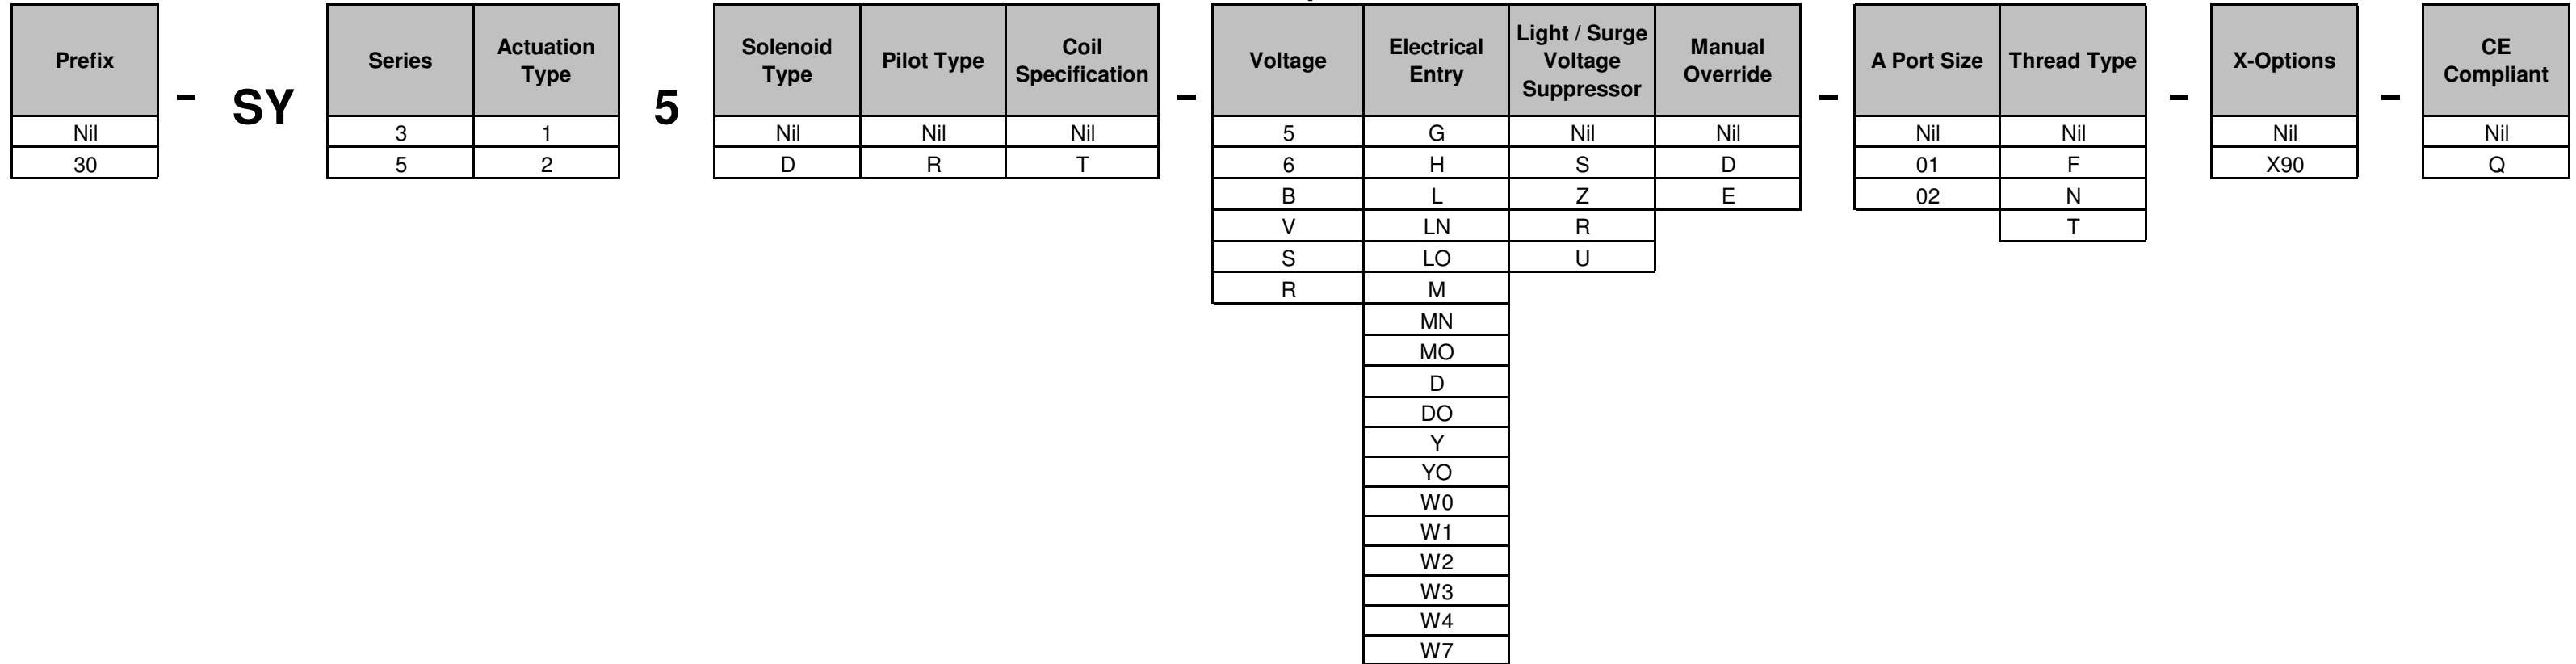 Prefix - SY Series Actuation Type 5 Solenoid Type Pilot Type Coil Specification - Voltage Electrical Entry Light / Surge Voltage Suppressor Manual Override - A Port Size Thread Type - X-Options - CE Compliant
Nil 3 1 Nil Nil Nil 5 G Nil Nil Nil Nil Nil Nil
30 5 2 D R T 6 H S D 01 F X90 Q
B L Z E 02 N
V LN R T
S LO U
R M
MN
MO
D
DO
Y
YO
W0
W1
W2
W3
W4
W7